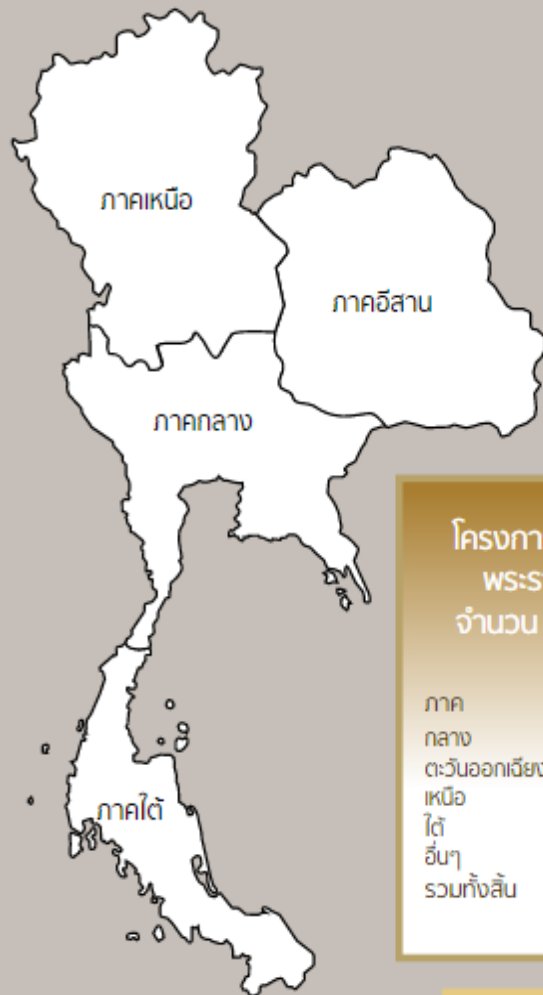 ภาคเหนือ
ภาคอีสาน
ภาคกลาง
ภาคใต้
โครงกา
พระรา
จำนวน
ภาค
กลาง
ตะวันออกเฉียง
เหนือ
ใต้
อื่นๆ
รวมทั้งสิ้น